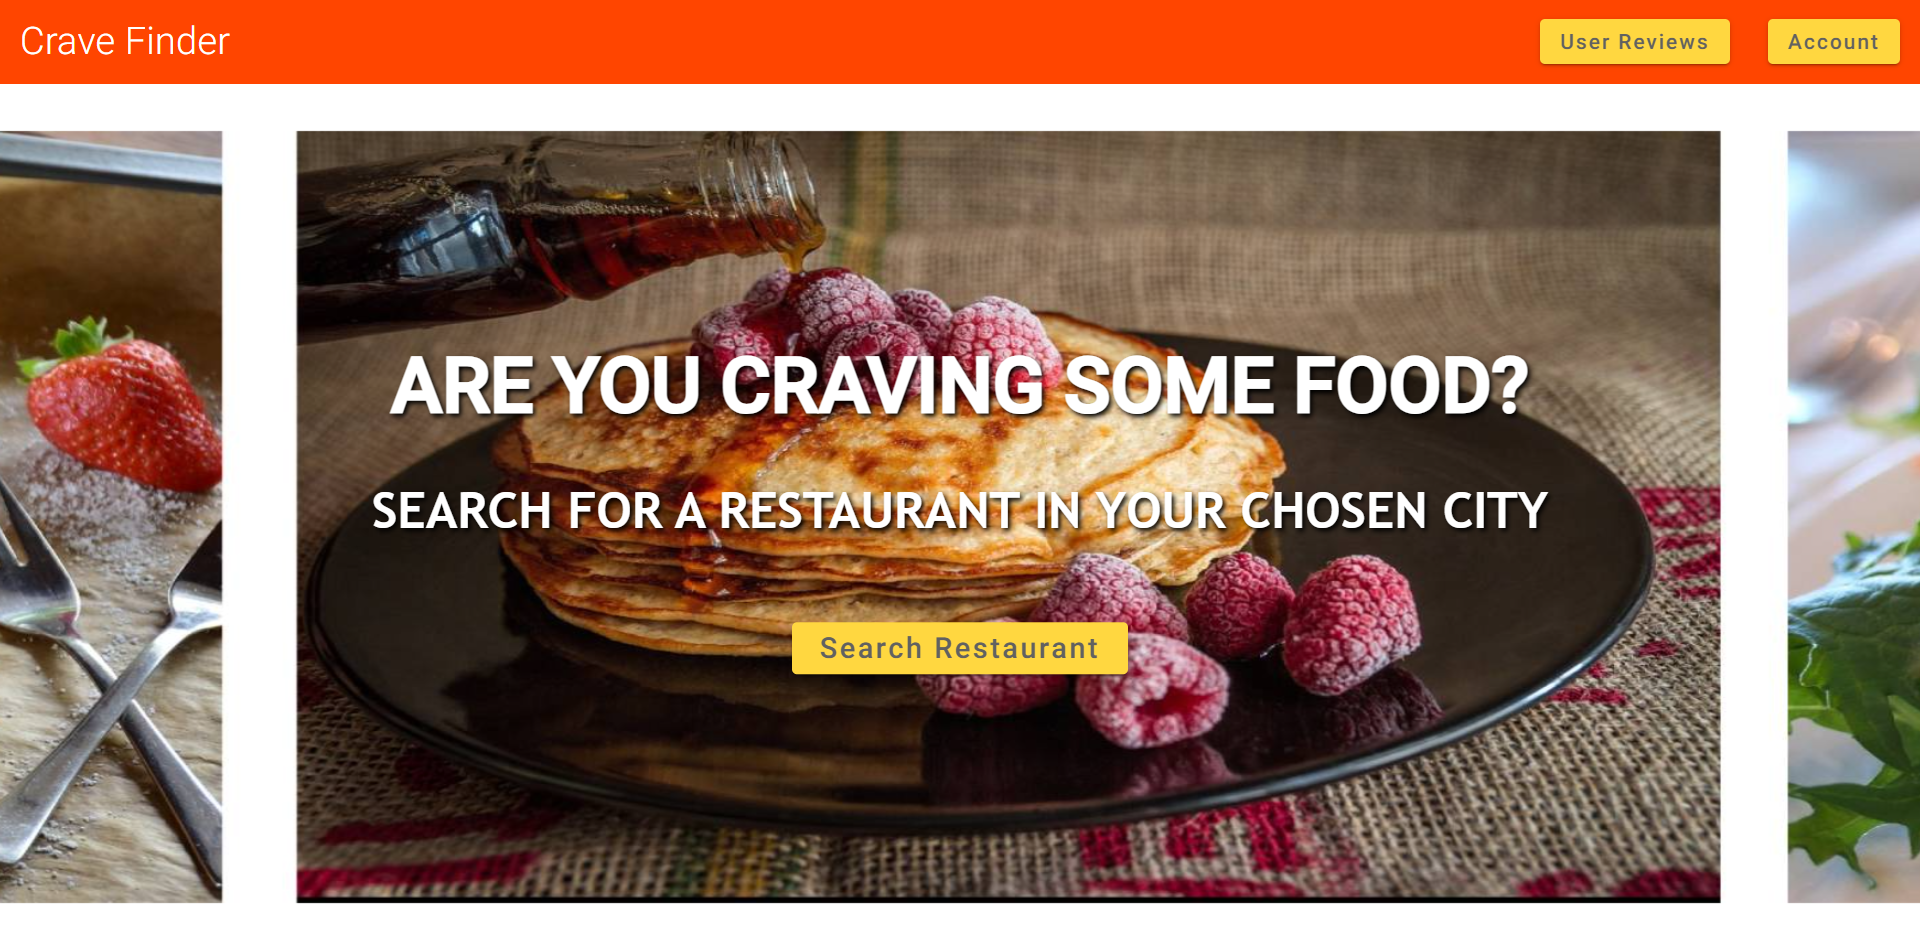 Crave Finder
User Reviews
Account
ARE YOU CRAVING SOME FOOD?
SEARCH FOR A RESTAURANT IN YOUR CHOSEN CITY
Search Restaurant